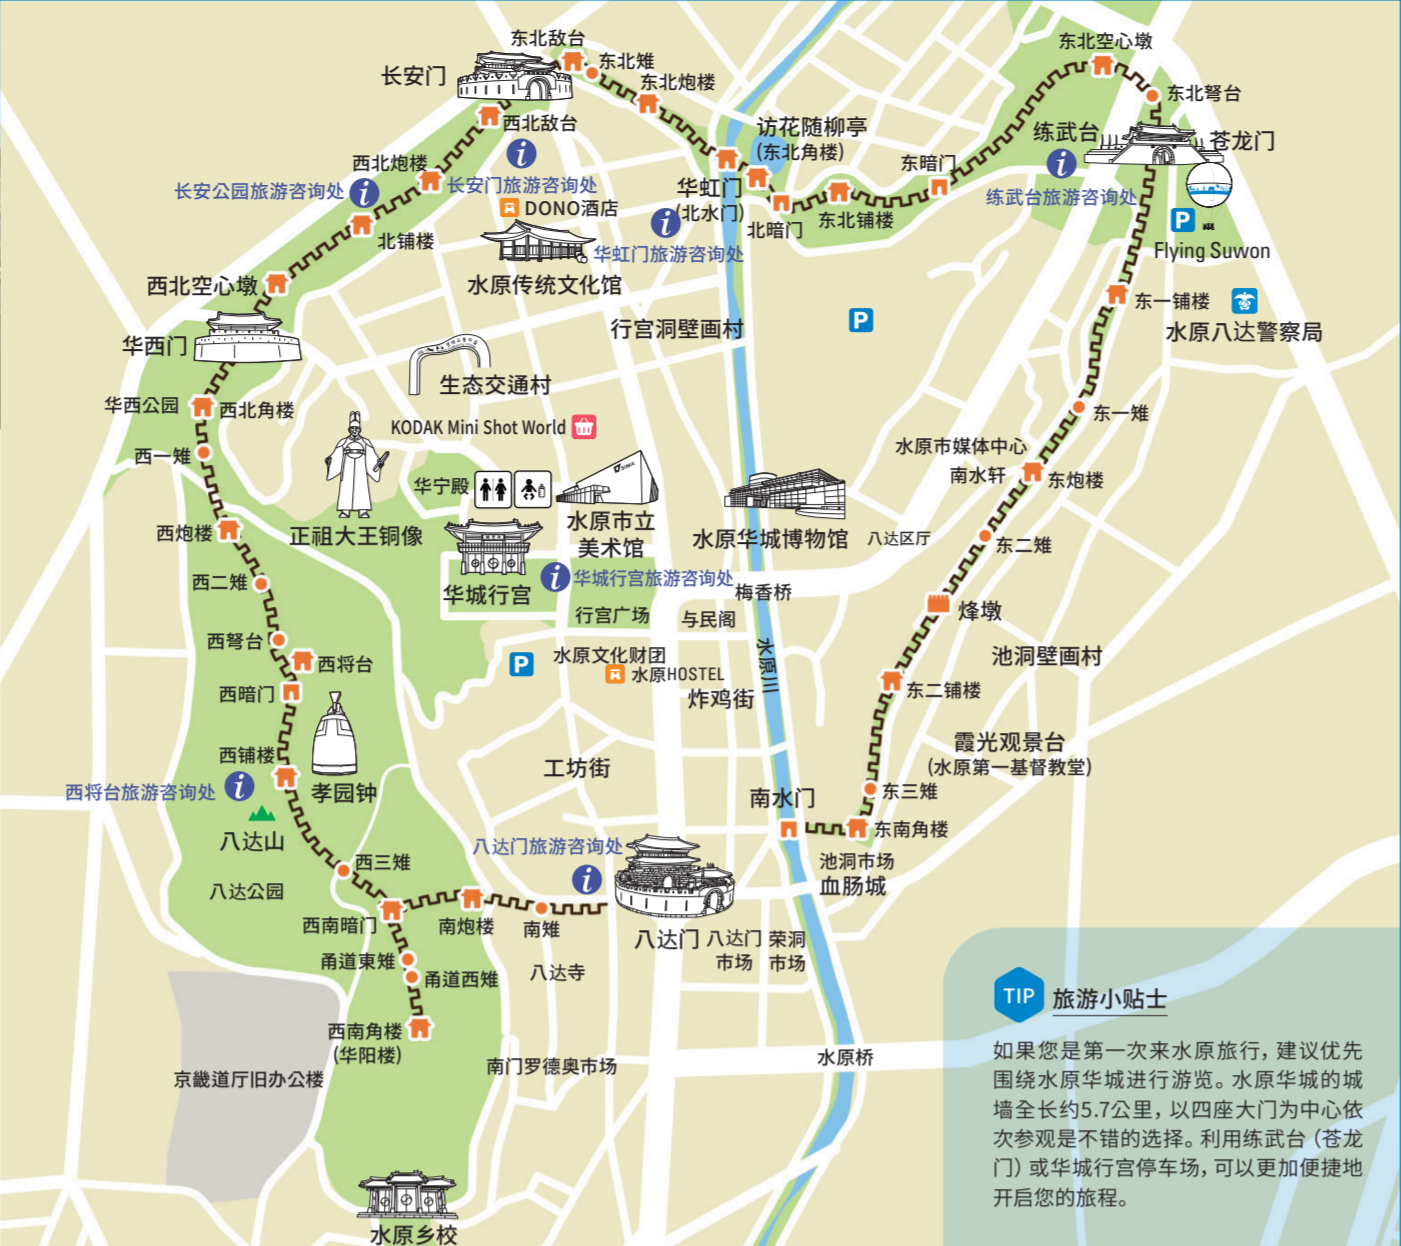 东北敌台
东北空心墩
东北雉
长安门
东北炮楼
东北弩台
西北敌台
访花随柳亭
(东北角楼)
练武台
苍龙门
西北炮楼
东暗门
长安公园旅游咨询处
长安门旅游咨询处
华虹门
(北水门)
练武台旅游咨询处
DONO酒店
北铺楼
北暗门
东北铺楼
P
Flying Suwon
华虹门旅游咨询处
西北空心墩
水原传统文化馆
东一铺楼
行宫洞壁画村
P
水原八达警察局
华西门
生态交通村
华西公园
西北角楼
东一雉
KODAK Mini Shot World
水原市媒体中心
西一雉
SIMA
南水轩
东炮楼
华宁殿
西炮楼
正祖大王铜像
水原市立
美术馆
水原华城博物馆
八达区厅
东二雉
西二雉
华城行宫
华城行宫旅游咨询处
梅香桥
行宫广场
与民阁
烽墩
西弩台
西将台
P
水原文化财团
水原川
池洞壁画村
水原HOSTEL
西暗门
炸鸡街
东二铺楼
西铺楼
霞光观景台
(水原第一基督教堂)
工坊街
西将台旅游咨询处
孝园钟
南水门
东三雉
八达山
八达门旅游咨询处
东南角楼
西三雉
池洞市场
血肠城
八达公园
西南暗门
南炮楼
南雉
八达门
八达门
市场
荣洞
市场
甬道東雉
甬道西雉
八达寺
西南角楼
(华阳楼)
南门罗德奥市场
水原桥
京畿道厅旧办公楼
水原乡校
TIP 旅游小贴士
如果您是第一次来水原旅行，建议优先
围绕水原华城进行游览。水原华城的城
墙全长约5.7公里，以四座大门为中心依
次参观是不错的选择。利用练武台（苍龙
门）或华城行宫停车场，可以更加便捷地
开启您的旅程。